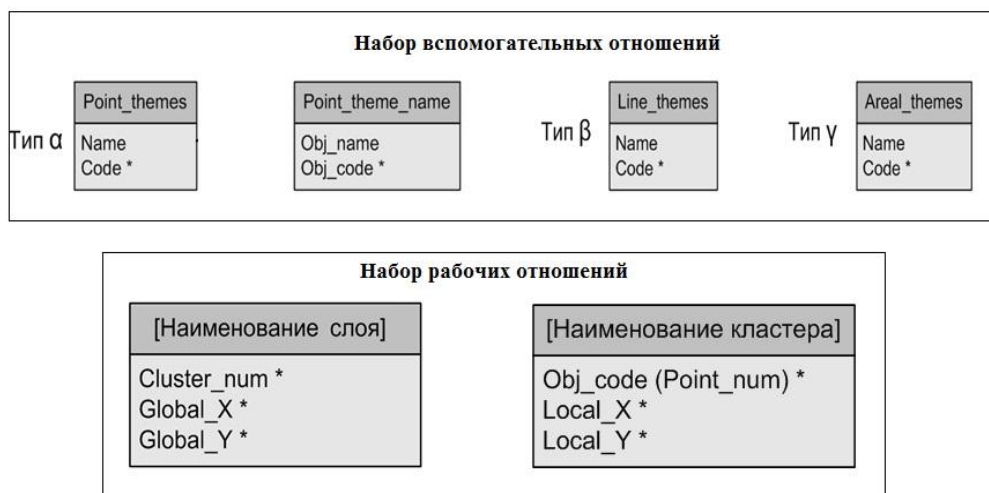 Набор вспомогательных отношений
Тип α
Point_themes
Name
Code *
Point_theme_name
Obj_name
Obj_code *
Тип β
Line_themes
Name
Code *
Тип γ
Areal_themes
Name
Code *
Набор рабочих отношений
[Наименование слоя]
Cluster_num *
Global_X *
Global_Y *
[Наименование кластера]
Obj_code (Point_num) *
Local_X *
Local_Y *